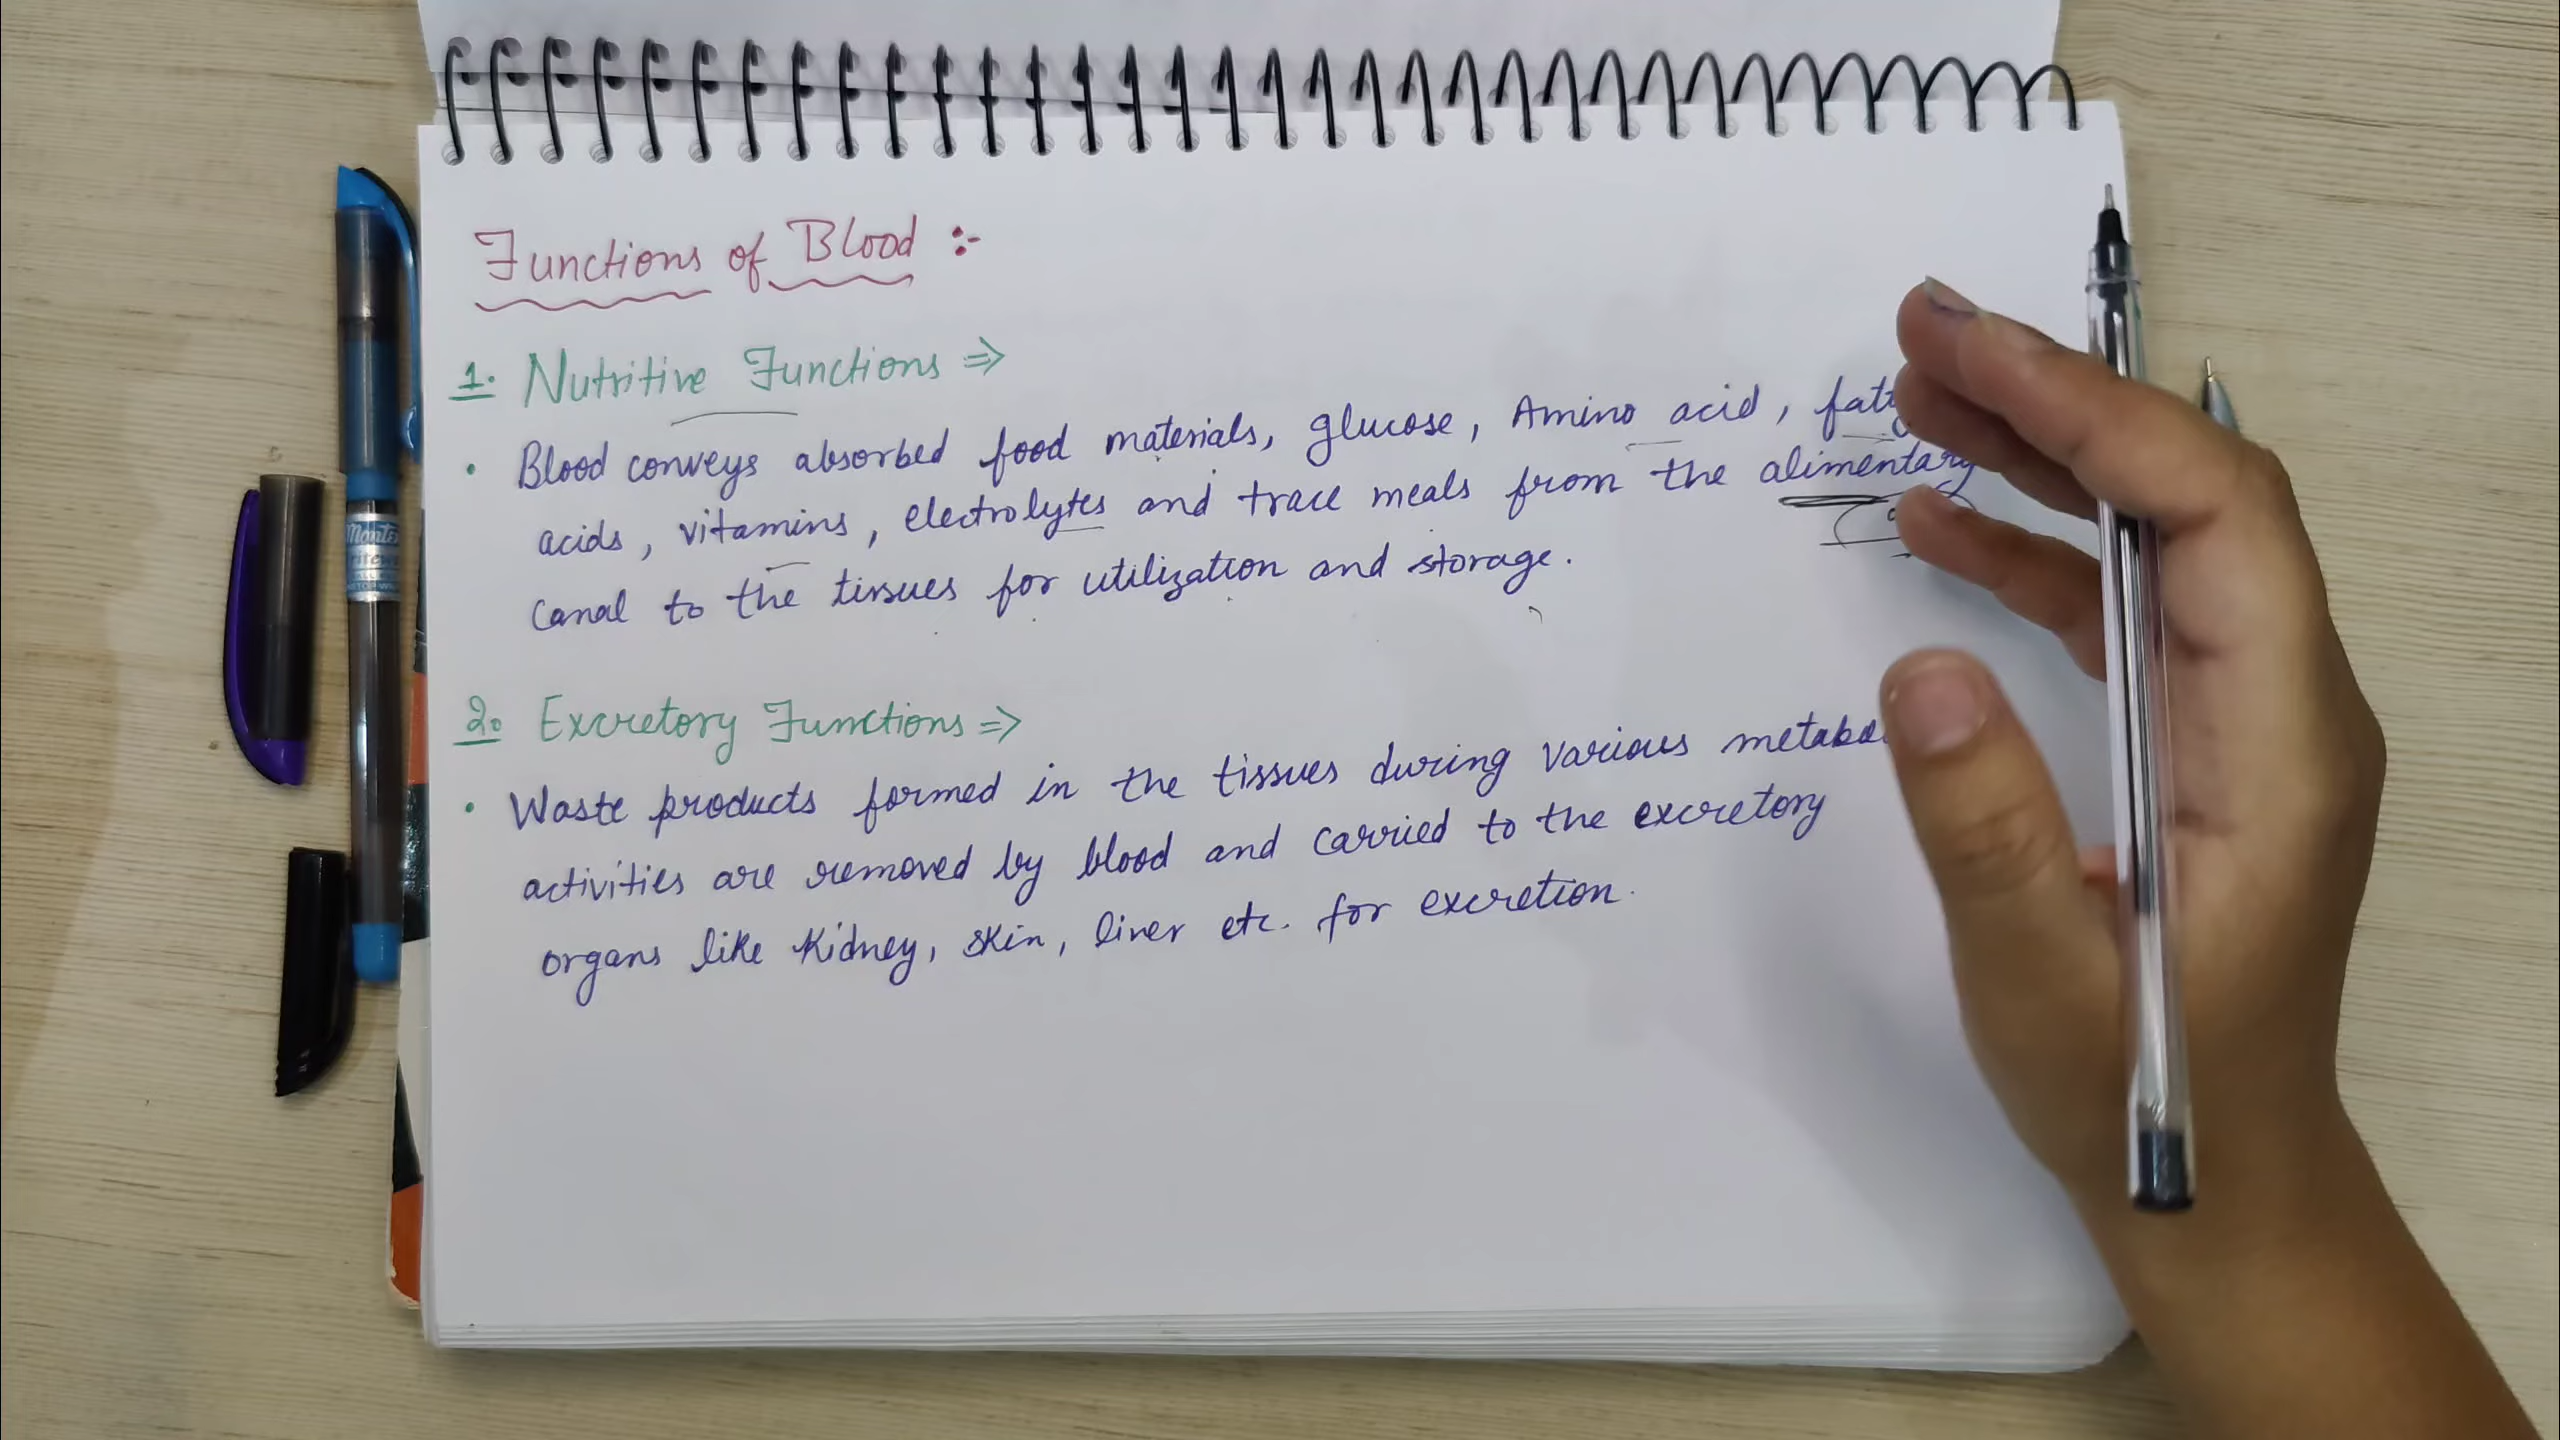 Functions of Blood :-
1. Nutritive Functions ⇒
• Blood conveys absorbed food materials, glucose, Amino acid, fatty
acids, vitamins, electrolytes and trace meals from the alimentary
canal to the tissues for utilization and storage.
2. Excretory Functions ⇒
• Waste products formed in the tissues during various
activities are removed by blood and carried to the excretory
organs like Kidney, skin, liver etc. for excretion.